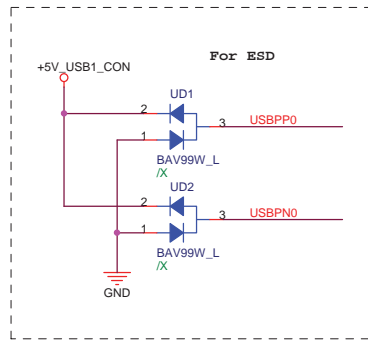 For ESD
+5V_USB1_CON
UD1
2
3 USBPP0
1
BAV99W_L
/X
UD2
2
3 USBPN0
1
BAV99W_L
/X
GND